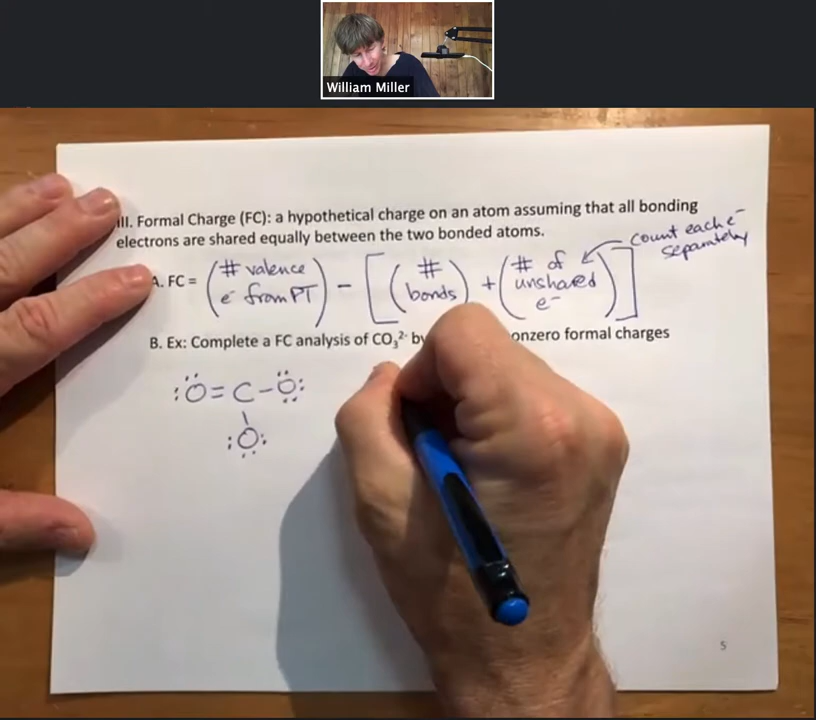 William Miller
III. Formal Charge (FC): a hypothetical charge on an atom assuming that all bonding
electrons are shared equally between the two bonded atoms.
count each e⁻
separately
A. FC = (# valence e⁻ from PT) - [(# bonds) + (# of unshared e⁻)]
B. Ex: Complete a FC analysis of CO₃²⁻ by onzero formal charges
:Ö=C-Ö:
:O:
5